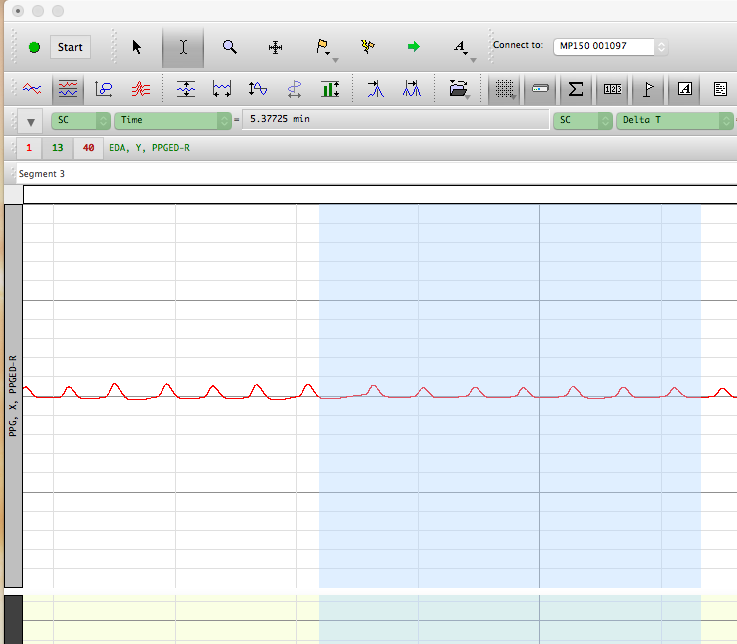 Start
Connect to:
MP150 001097
SC
Time
=
5.37725 min
SC
Delta T
=
1
13
40
EDA, Y, PPGED-R
Segment 3
PPG, X, PPGED-R